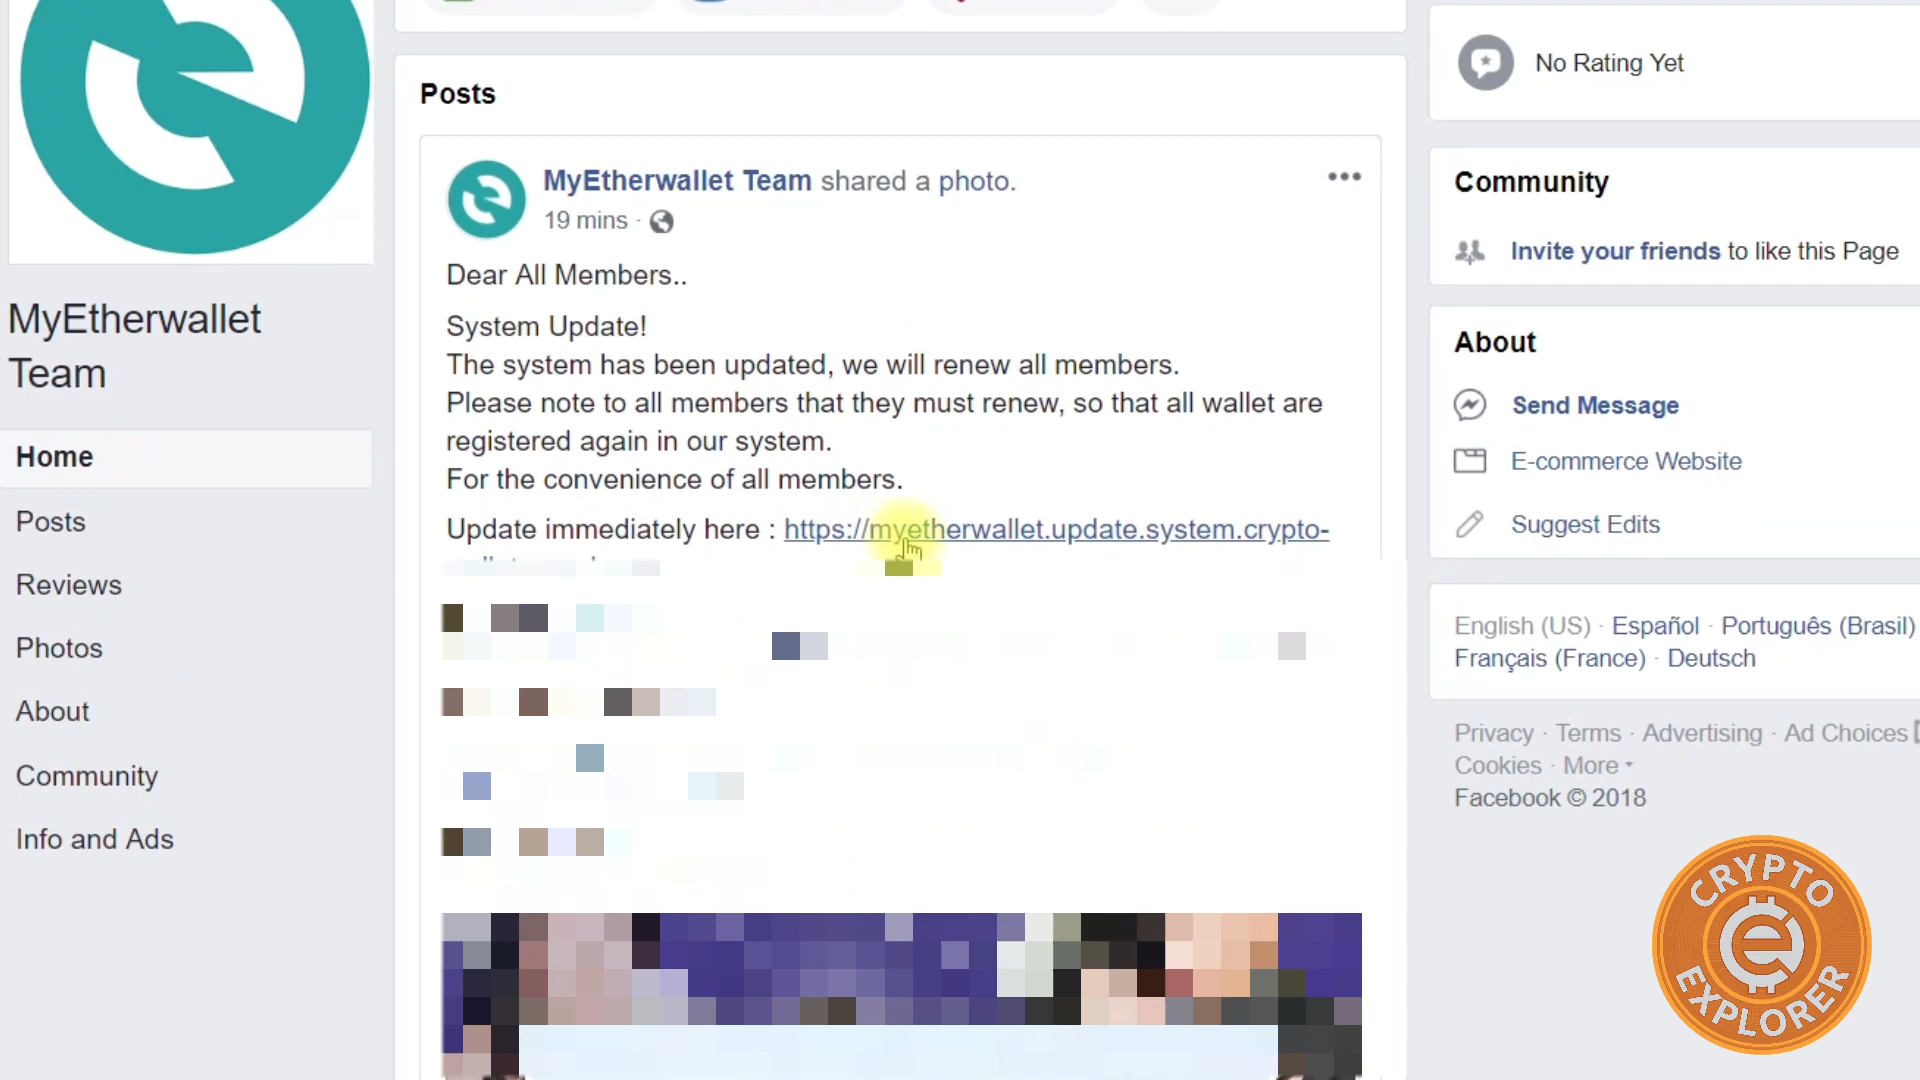 MyEtherwallet
Team
Home
Posts
Reviews
Photos
About
Community
Info and Ads
Posts
MyEtherwallet Team shared a photo.
19 mins ·
Dear All Members..
System Update!
The system has been updated, we will renew all members.
Please note to all members that they must renew, so that all wallet are
registered again in our system.
For the convenience of all members.
Update immediately here : https://myetherwallet.update.system.crypto-
No Rating Yet
Community
Invite your friends to like this Page
About
Send Message
E-commerce Website
Suggest Edits
English (US) · Español · Português (Brasil)
Français (France) · Deutsch
Privacy · Terms · Advertising · Ad Choices
Cookies · More
Facebook © 2018
CRYPTO
EXPLORER